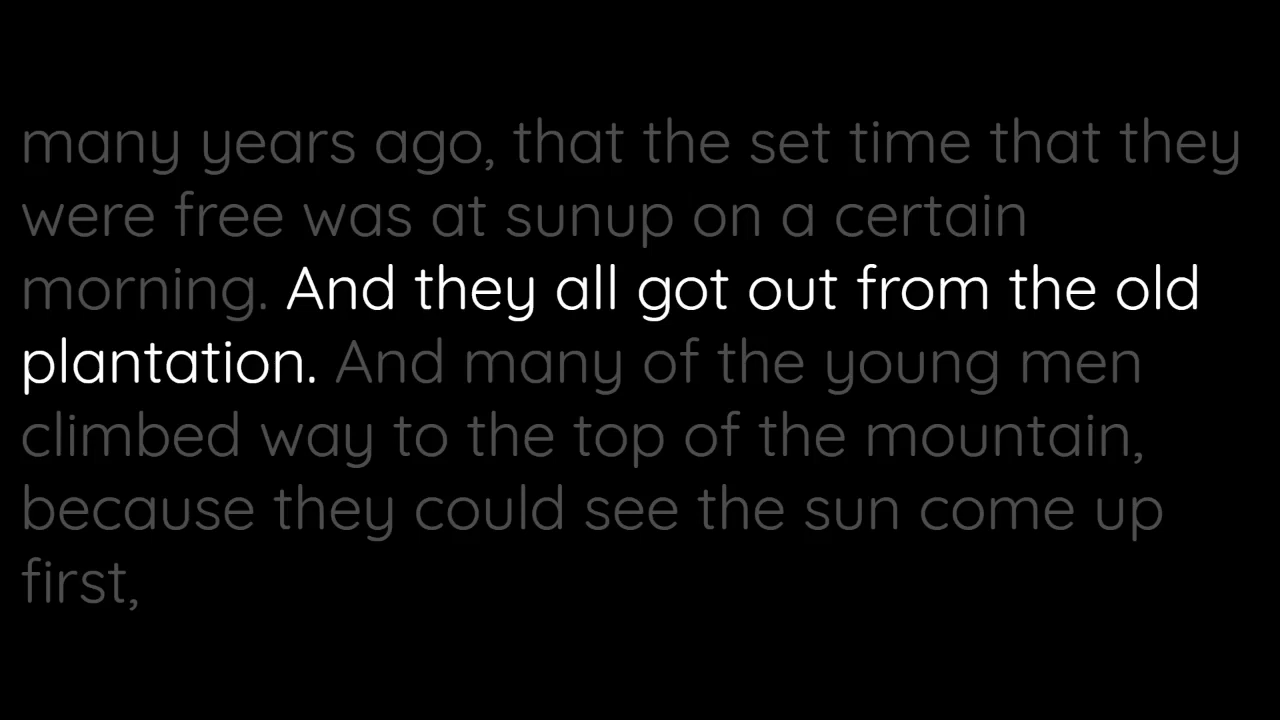 many years ago, that the set time that they
were free was at sunup on a certain
morning. And they all got out from the old
plantation. And many of the young men
climbed way to the top of the mountain,
because they could see the sun come up
first,